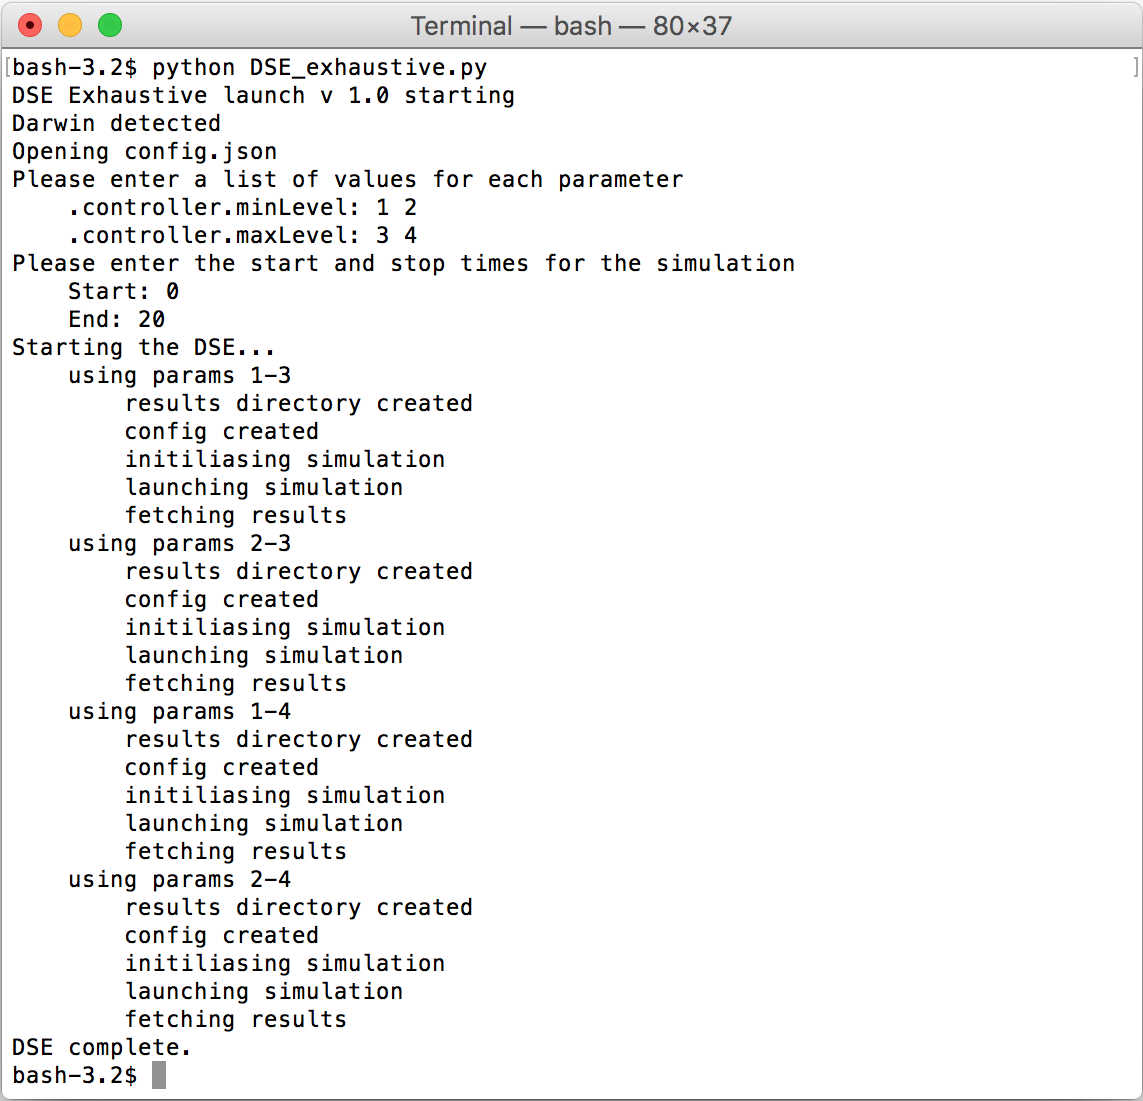 Terminal — bash — 80×37
[bash-3.2$ python DSE_exhaustive.py ]
DSE Exhaustive launch v 1.0 starting
Darwin detected
Opening config.json
Please enter a list of values for each parameter
    .controller.minLevel: 1 2
    .controller.maxLevel: 3 4
Please enter the start and stop times for the simulation
    Start: 0
    End: 20
Starting the DSE...
    using params 1-3
        results directory created
        config created
        initiliasing simulation
        launching simulation
        fetching results
    using params 2-3
        results directory created
        config created
        initiliasing simulation
        launching simulation
        fetching results
    using params 1-4
        results directory created
        config created
        initiliasing simulation
        launching simulation
        fetching results
    using params 2-4
        results directory created
        config created
        initiliasing simulation
        launching simulation
        fetching results
DSE complete.
bash-3.2$